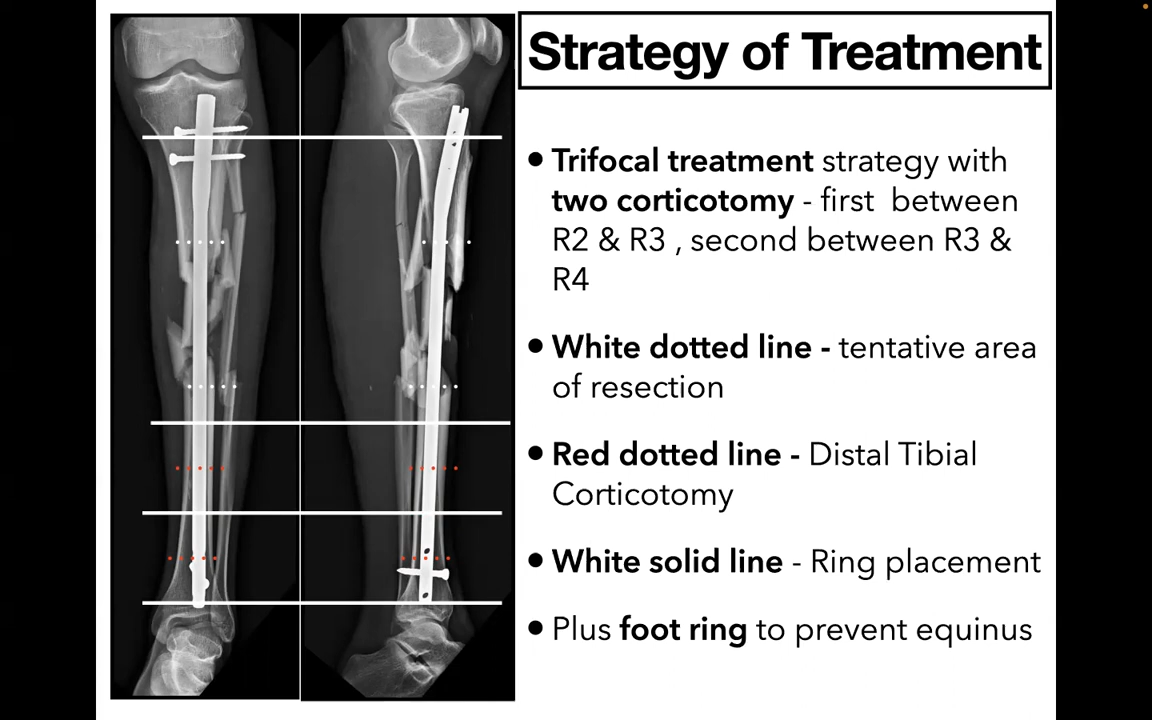 Strategy of Treatment
• Trifocal treatment strategy with
two corticotomy - first between
R2 & R3 , second between R3 &
R4
• White dotted line - tentative area
of resection
• Red dotted line - Distal Tibial
Corticotomy
• White solid line - Ring placement
• Plus foot ring to prevent equinus